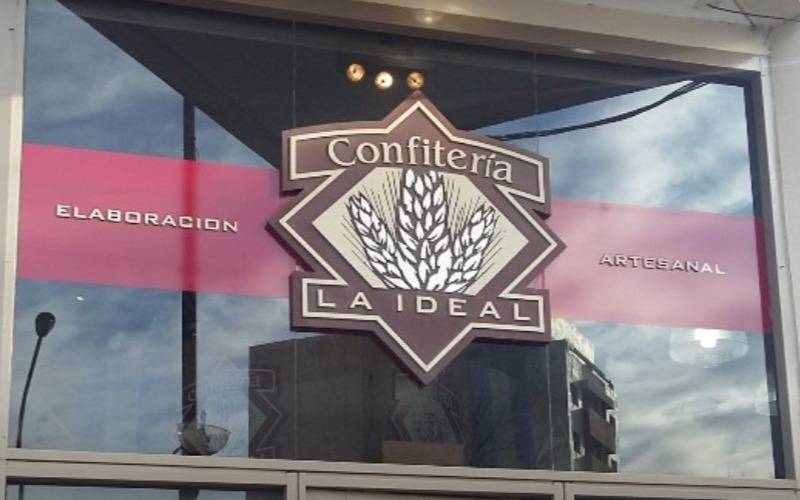 Confitería
LA IDEAL
ELABORACION
ARTESANAL